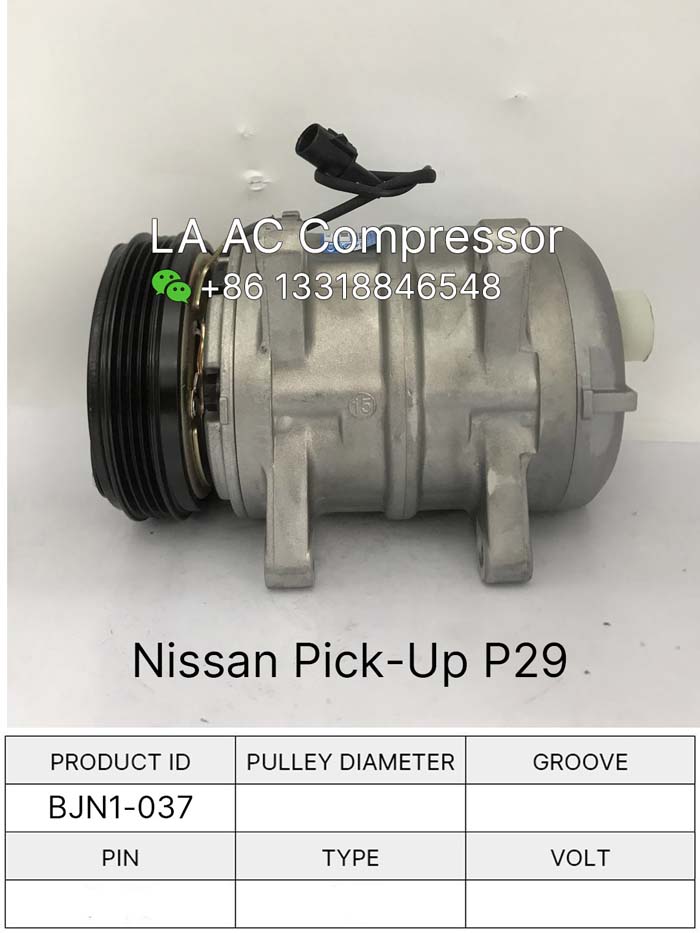 LA AC Compressor
+86 13318846548
15
Nissan Pick-Up P29
PRODUCT ID PULLEY DIAMETER GROOVE
BJN1-037
PIN TYPE VOLT